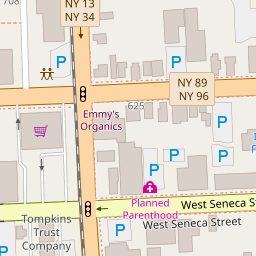 708
NY 13
NY 34
P
P
P
NY 89
NY 96
625
Emmy's
Organics
P
P
P
P
Planned
Parenthood
West Seneca St
West Seneca Street
Tompkins
Trust
Company
P
P